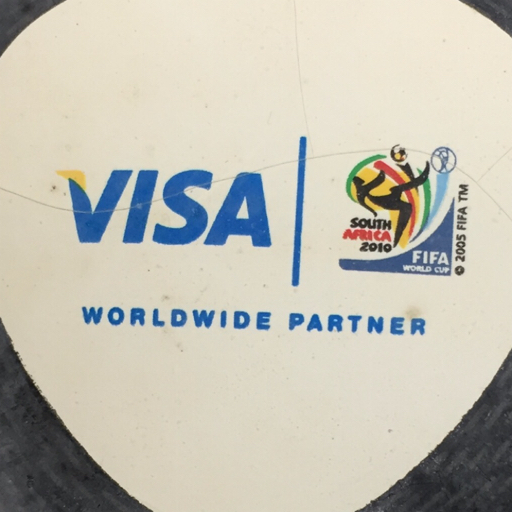 VISA
SOUTH
AFRICA
2010
FIFA
WORLD CUP
© 2005 FIFA TM
WORLDWIDE PARTNER